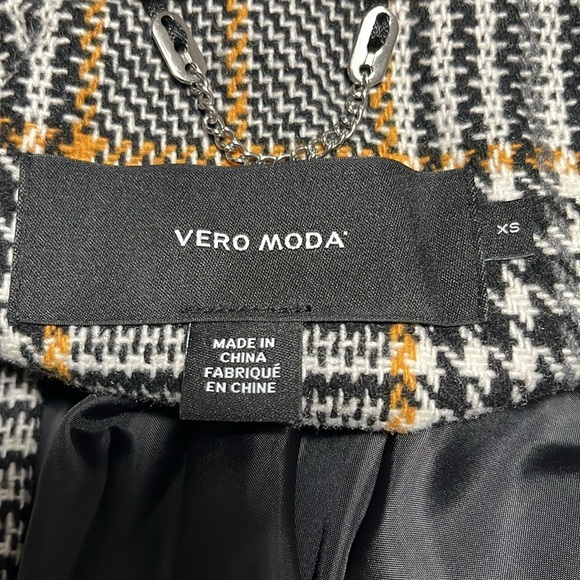 VERO MODA
XS
MADE IN
CHINA
FABRIQUÉ
EN CHINE